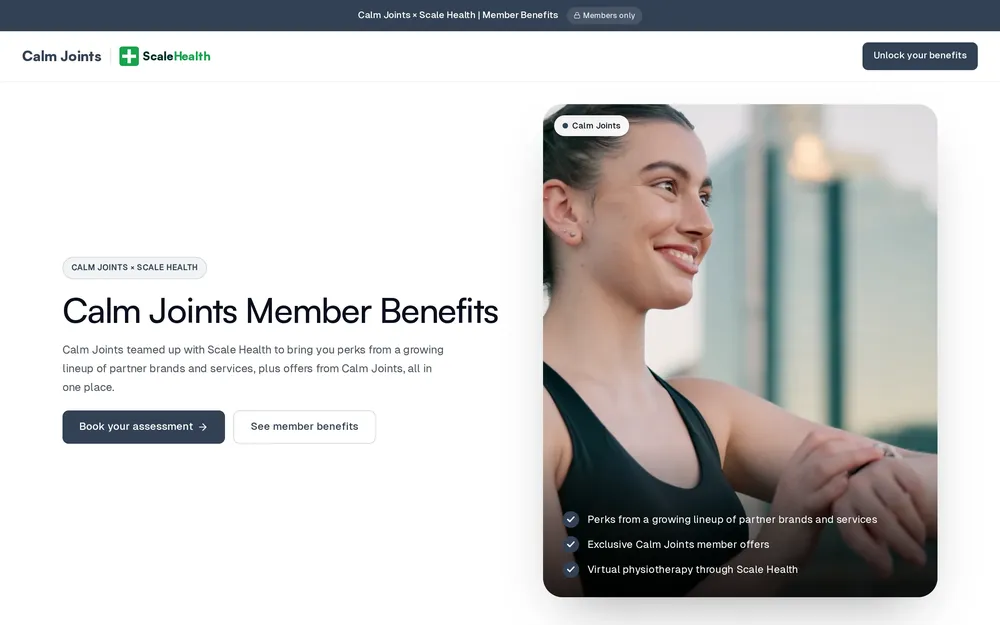 Calm Joints × Scale Health | Member Benefits
Members only
Calm Joints
ScaleHealth
Unlock your benefits
Calm Joints
CALM JOINTS × SCALE HEALTH
Calm Joints Member Benefits
Calm Joints teamed up with Scale Health to bring you perks from a growing
lineup of partner brands and services, plus offers from Calm Joints, all in
one place.
Book your assessment →
See member benefits
Perks from a growing lineup of partner brands and services
Exclusive Calm Joints member offers
Virtual physiotherapy through Scale Health